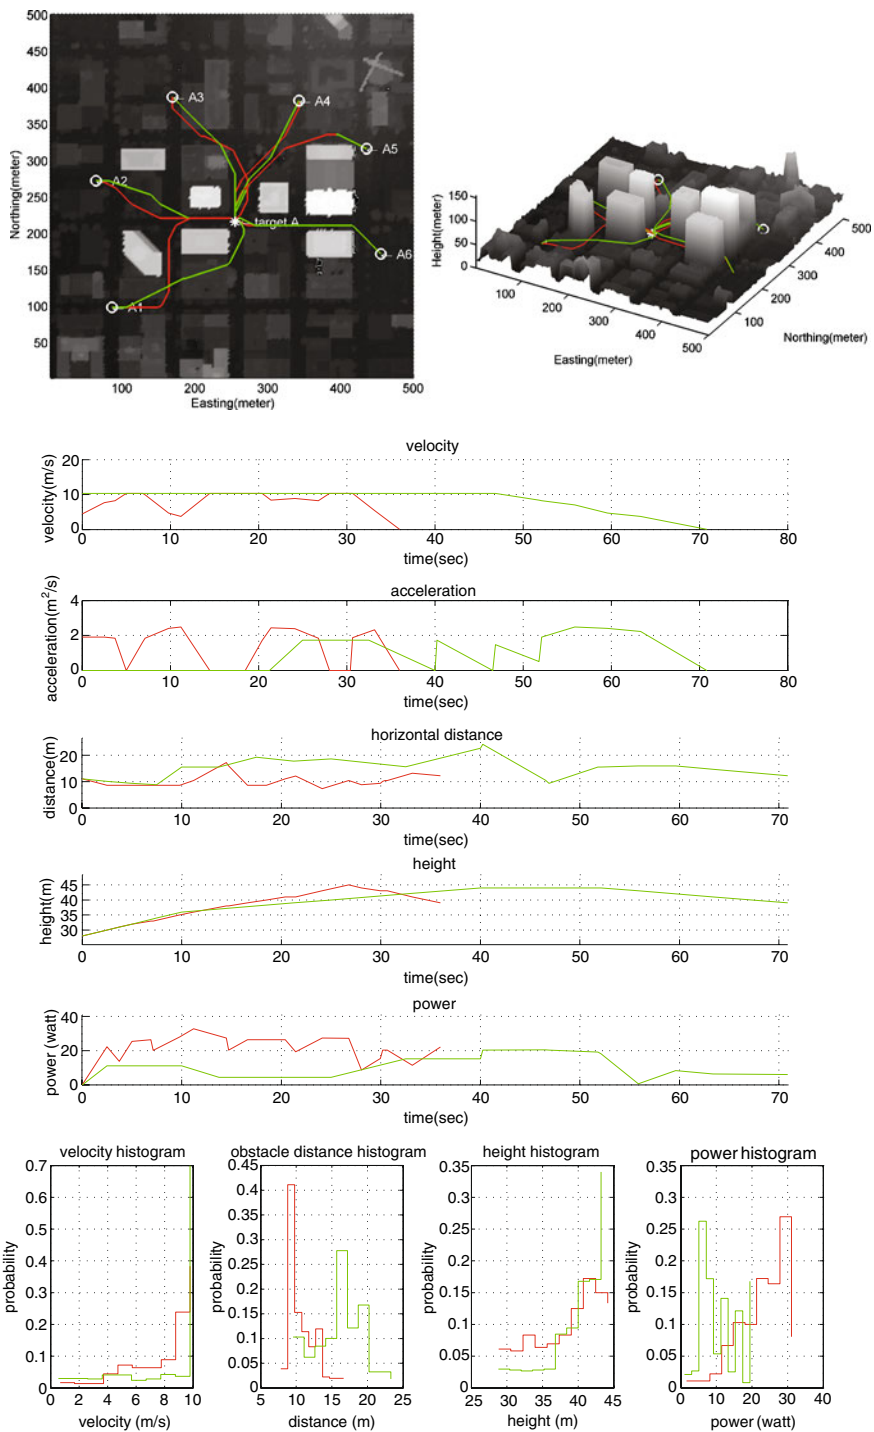 500
450
400
350
300
250
200
150
100
50
Northing(meter)
A3
A4
A5
A2
target A
A6
A1
100 200 300 400 500
Easting(meter)
150
100
50
0
Height(meter)
100
200
300
400
500
Easting(meter)
500
400
300
200
100
Northing(meter)
velocity
20
10
0
velocity(m/s)
0 10 20 30 40 50 60 70 80
time(sec)
acceleration
4
2
0
acceleration(m²/s)
0 10 20 30 40 50 60 70 80
time(sec)
horizontal distance
20
10
0
distance(m)
0 10 20 30 40 50 60 70
time(sec)
height
45
40
35
30
height(m)
0 10 20 30 40 50 60 70
time(sec)
power
40
20
0
power (watt)
0 10 20 30 40 50 60 70
time(sec)
velocity histogram
0.7
0.6
0.5
0.4
0.3
0.2
0.1
0
probability
0 2 4 6 8 10
velocity (m/s)
obstacle distance histogram
0.45
0.4
0.35
0.3
0.25
0.2
0.15
0.1
0.05
0
probability
5 10 15 20 25
distance (m)
height histogram
0.35
0.3
0.25
0.2
0.15
0.1
0.05
0
probability
25 30 35 40 45
height (m)
power histogram
0.35
0.3
0.25
0.2
0.15
0.1
0.05
0
probability
0 10 20 30 40
power (watt)